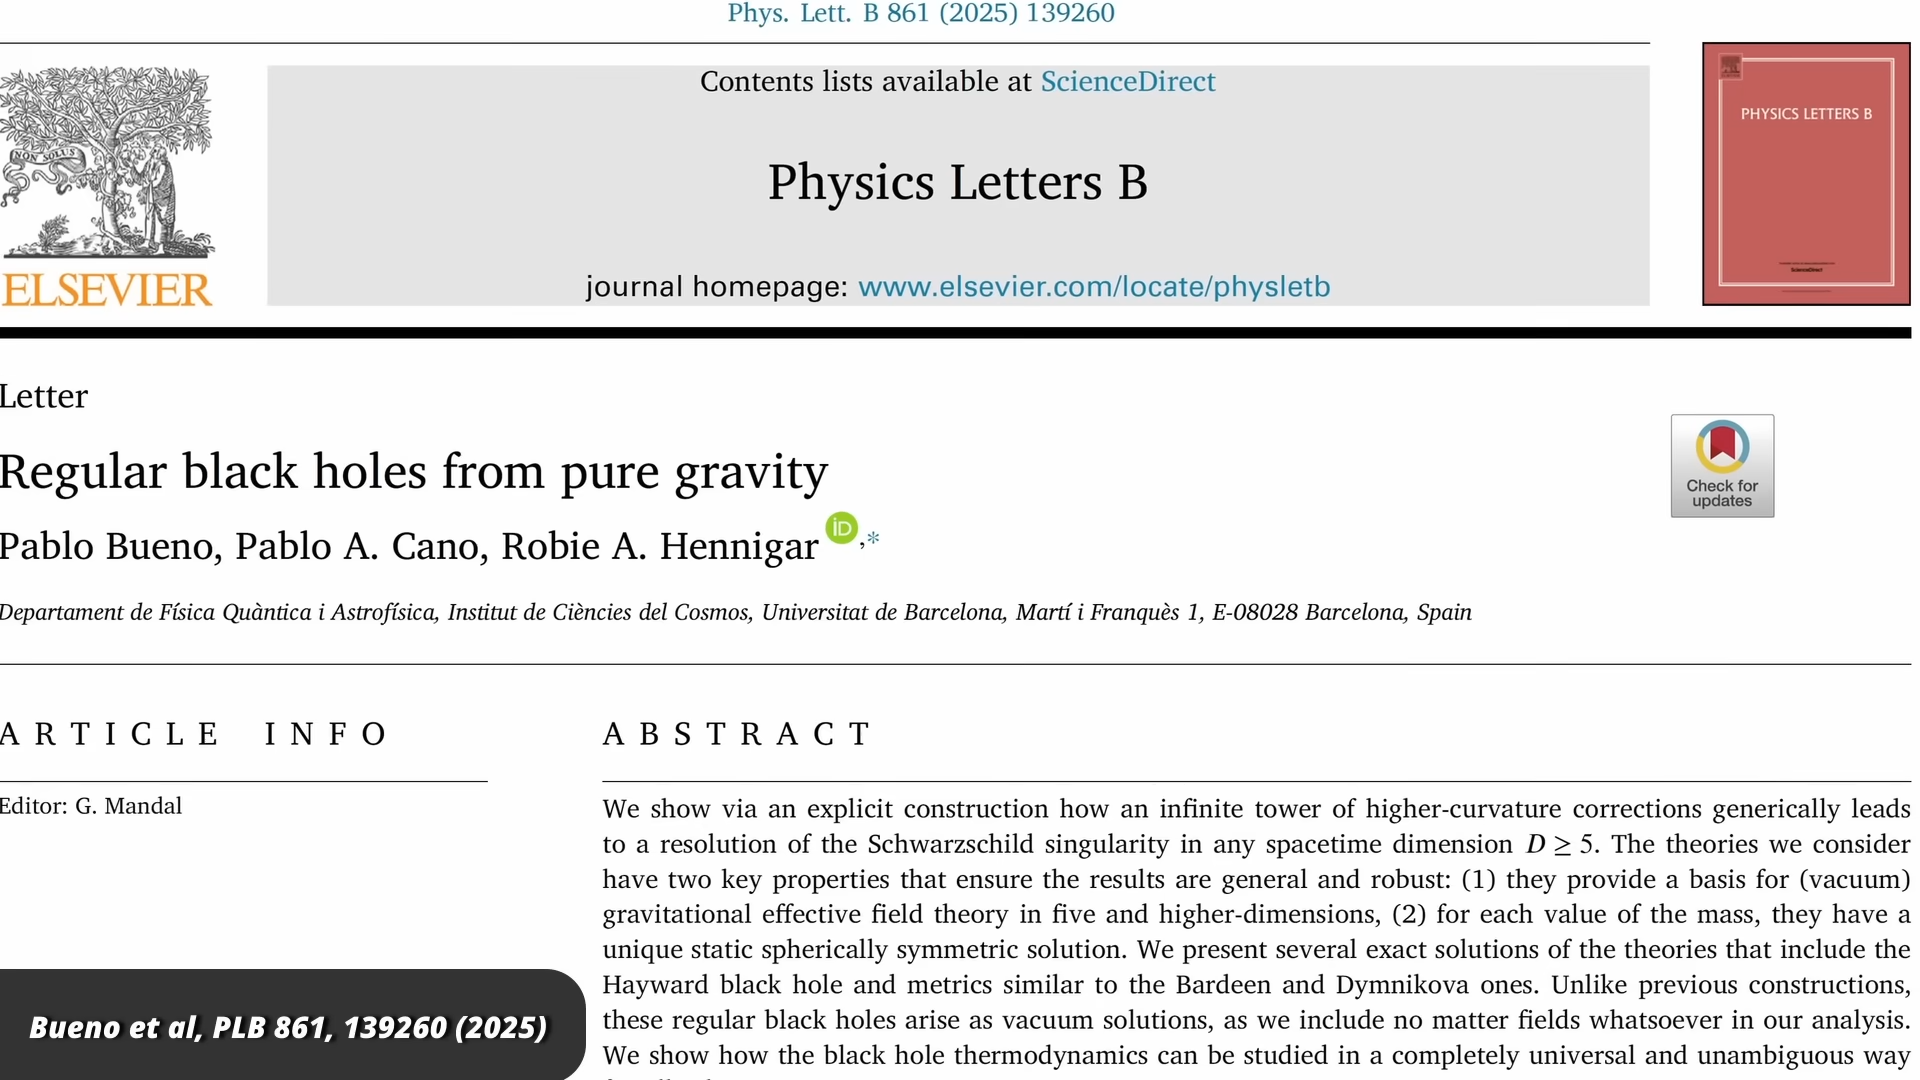 Phys. Lett. B 861 (2025) 139260
Contents lists available at ScienceDirect
Physics Letters B
journal homepage: www.elsevier.com/locate/physletb
NON SOLUS
ELSEVIER
PHYSICS LETTERS B
ScienceDirect
Letter
Regular black holes from pure gravity
Check for
updates
Pablo Bueno, Pablo A. Cano, Robie A. Hennigar iD,*
Departament de Física Quàntica i Astrofísica, Institut de Ciències del Cosmos, Universitat de Barcelona, Martí i Franquès 1, E-08028 Barcelona, Spain
ARTICLE INFO
Editor: G. Mandal
ABSTRACT
We show via an explicit construction how an infinite tower of higher-curvature corrections generically leads
to a resolution of the Schwarzschild singularity in any spacetime dimension D ≥ 5. The theories we consider
have two key properties that ensure the results are general and robust: (1) they provide a basis for (vacuum)
gravitational effective field theory in five and higher-dimensions, (2) for each value of the mass, they have a
unique static spherically symmetric solution. We present several exact solutions of the theories that include the
Hayward black hole and metrics similar to the Bardeen and Dymnikova ones. Unlike previous constructions,
these regular black holes arise as vacuum solutions, as we include no matter fields whatsoever in our analysis.
We show how the black hole thermodynamics can be studied in a completely universal and unambiguous way
Bueno et al, PLB 861, 139260 (2025)